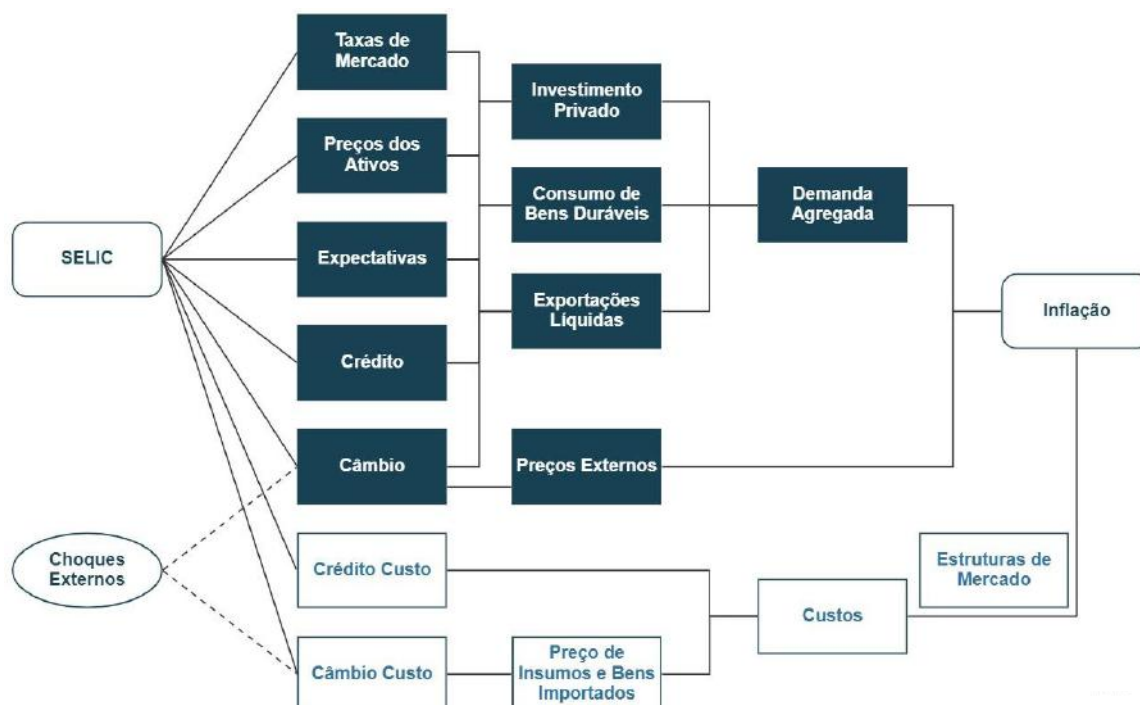 Taxas de
Mercado
Preços dos
Ativos
SELIC
Expectativas
Crédito
Câmbio
Investimento
Privado
Consumo de
Bens Duráveis
Exportações
Líquidas
Preços Externos
Demanda
Agregada
Inflação
Choques
Externos
Crédito Custo
Câmbio Custo
Preço de
Insumos e Bens
Importados
Custos
Estruturas de
Mercado